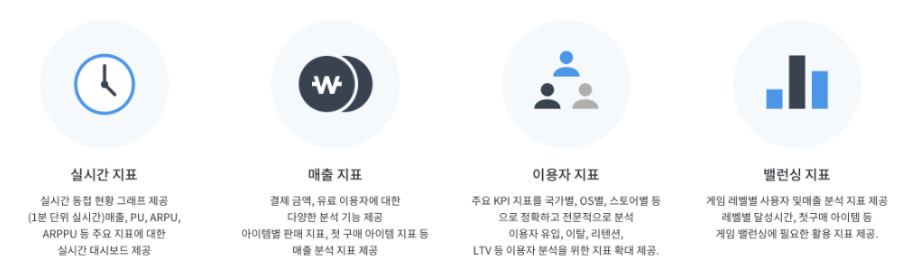 ₩
실시간 지표
실시간 동접 현황 그래프 제공
(1분 단위 실시간)매출, PU, ARPU,
ARPPU 등 주요 지표에 대한
실시간 대시보드 제공
매출 지표
결제 금액, 유료 이용자에 대한
다양한 분석 기능 제공
아이템별 판매 지표, 첫 구매 아이템 지표 등
매출 분석 지표 제공
이용자 지표
주요 KPI 지표를 국가별, OS별, 스토어별 등
으로 정확하고 전문적으로 분석
이용자 유입, 이탈, 리텐션,
LTV 등 이용자 분석을 위한 지표 확대 제공.
밸런싱 지표
게임 레벨별 사용자 및매출 분석 지표 제공
레벨별 달성시간, 첫구매 아이템 등
게임 밸런싱에 필요한 활용 지표 제공.